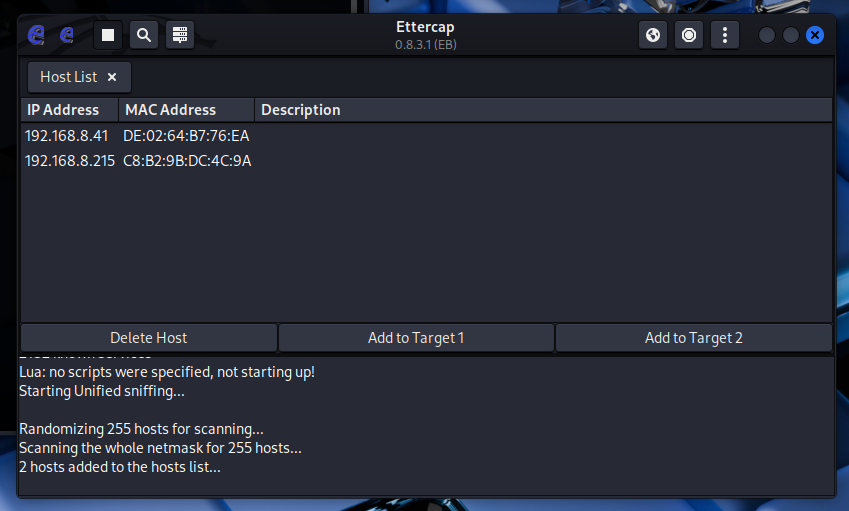 Ettercap
0.8.3.1 (EB)
Host List
IP Address MAC Address Description
192.168.8.41 DE:02:64:B7:76:EA
192.168.8.215 C8:B2:9B:DC:4C:9A
Delete Host Add to Target 1 Add to Target 2
Lua: no scripts were specified, not starting up!
Starting Unified sniffing...
Randomizing 255 hosts for scanning...
Scanning the whole netmask for 255 hosts...
2 hosts added to the hosts list...